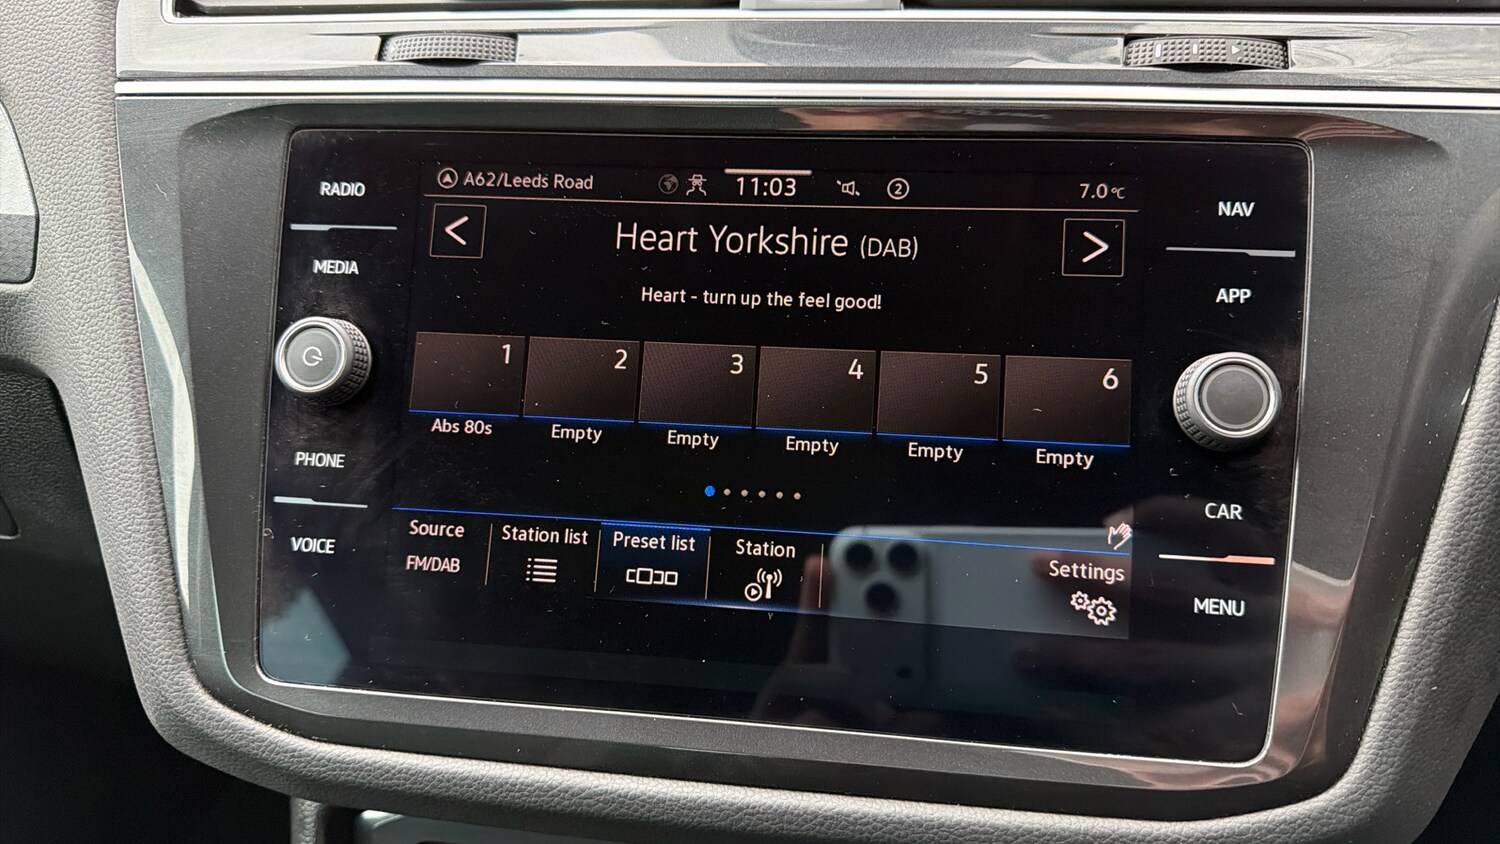 RADIO
MEDIA
PHONE
VOICE
A62/Leeds Road
11:03
2
7.0°C
Heart Yorkshire (DAB)
Heart - turn up the feel good!
1
2
3
4
5
6
Abs 80s
Empty
Empty
Empty
Empty
Empty
Source
FM/DAB
Station list
Preset list
Station
Settings
NAV
APP
CAR
MENU